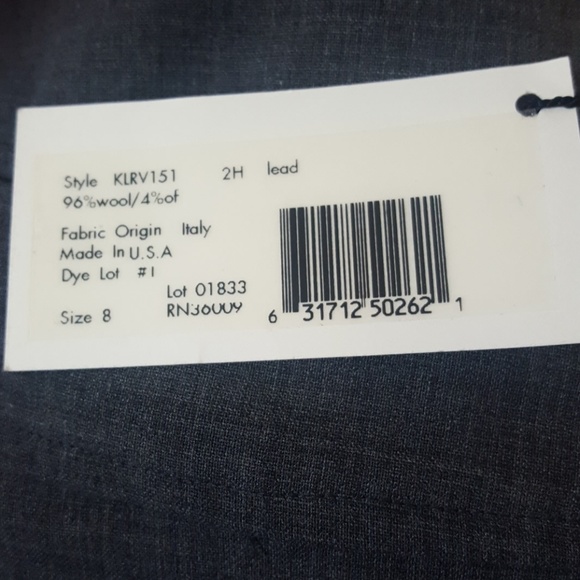 Style KLRV151 2H lead
96%wool/4%of
Fabric Origin Italy
Made In U.S.A
Dye Lot #1
Lot 01833
Size 8 RN36009
6 31712 50262 1